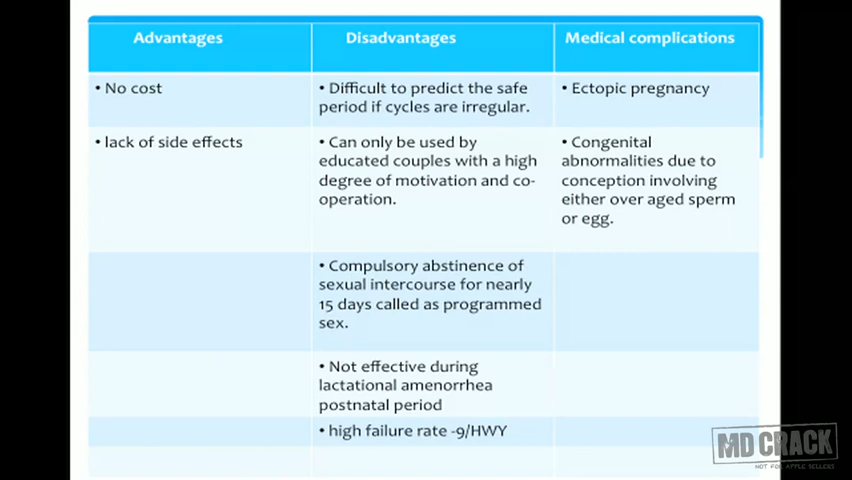 Advantages
Disadvantages
Medical complications
• No cost
• Difficult to predict the safe
period if cycles are irregular.
• Ectopic pregnancy
• lack of side effects
• Can only be used by
educated couples with a high
degree of motivation and co-
operation.
• Congenital
abnormalities due to
conception involving
either over aged sperm
or egg.
• Compulsory abstinence of
sexual intercourse for nearly
15 days called as programmed
sex.
• Not effective during
lactational amenorrhea
postnatal period
• high failure rate -9/HWY
MD CRACK
NOT FOR APPLE SELLERS